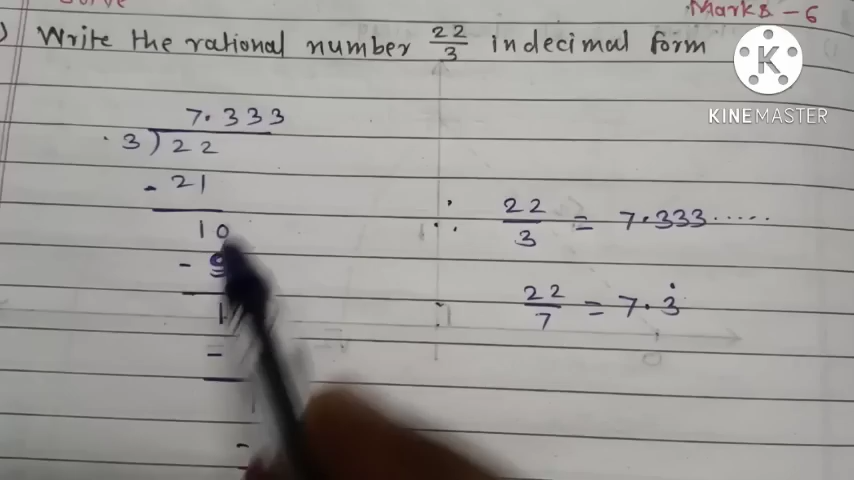 Marks - 6
) Write the rational number 22/3 in decimal form
KINEMASTER
7.333
3 ) 22
- 21
10
- 9
1
=
-
∴ 22/3 = 7.333.....
22/7 = 7.3̇